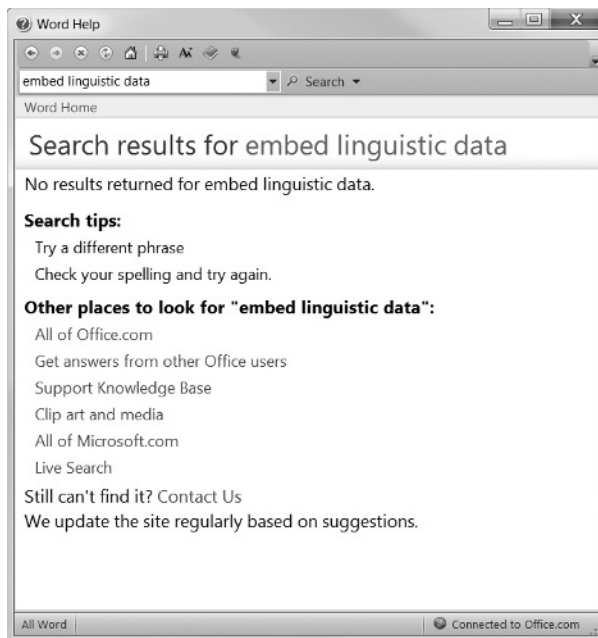 Word Help
embed linguistic data
Search
Word Home
Search results for embed linguistic data
No results returned for embed linguistic data.
Search tips:
Try a different phrase
Check your spelling and try again.
Other places to look for "embed linguistic data":
All of Office.com
Get answers from other Office users
Support Knowledge Base
Clip art and media
All of Microsoft.com
Live Search
Still can't find it? Contact Us
We update the site regularly based on suggestions.
All Word
Connected to Office.com